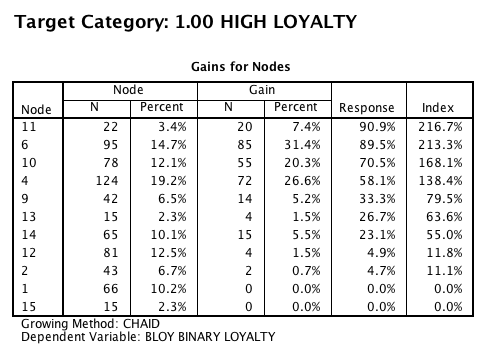 Target Category: 1.00 HIGH LOYALTY
Gains for Nodes
Node Gain
Node N Percent N Percent Response Index
11 22 3.4% 20 7.4% 90.9% 216.7%
6 95 14.7% 85 31.4% 89.5% 213.3%
10 78 12.1% 55 20.3% 70.5% 168.1%
4 124 19.2% 72 26.6% 58.1% 138.4%
9 42 6.5% 14 5.2% 33.3% 79.5%
13 15 2.3% 4 1.5% 26.7% 63.6%
14 65 10.1% 15 5.5% 23.1% 55.0%
12 81 12.5% 4 1.5% 4.9% 11.8%
2 43 6.7% 2 0.7% 4.7% 11.1%
1 66 10.2% 0 0.0% 0.0% 0.0%
15 15 2.3% 0 0.0% 0.0% 0.0%
Growing Method: CHAID
Dependent Variable: BLOY BINARY LOYALTY